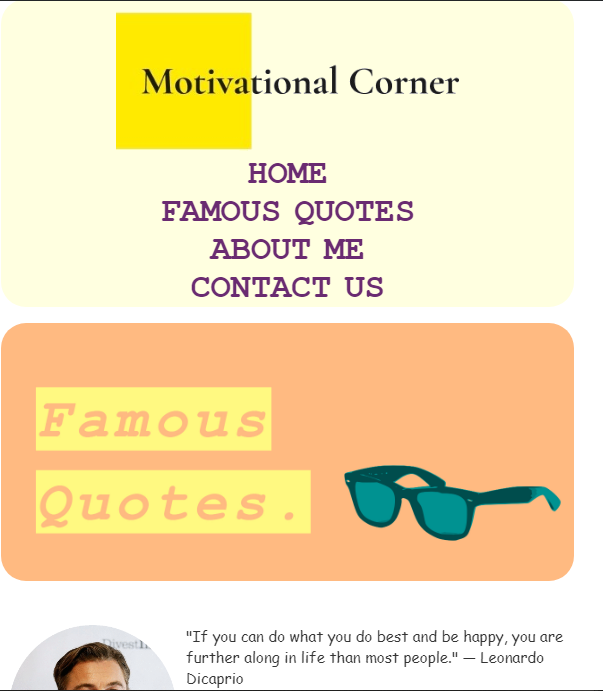 Motivational Corner
HOME
FAMOUS QUOTES
ABOUT ME
CONTACT US
Famous
Quotes.
"If you can do what you do best and be happy, you are
further along in life than most people." — Leonardo
Dicaprio